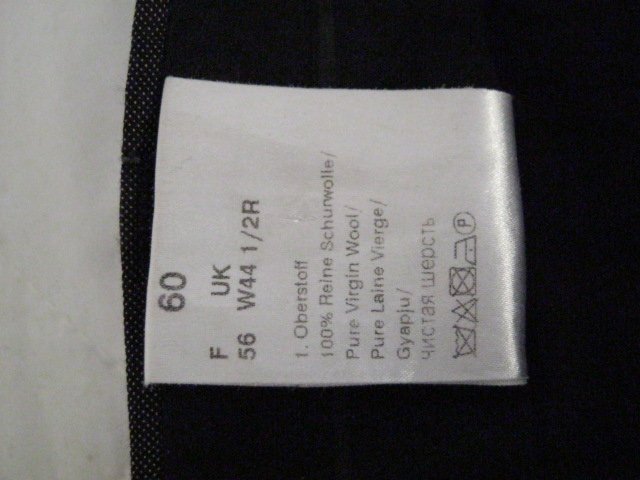 60
F UK
56 W44 1/2R
1. Oberstoff
100% Reine Schurwolle/
Pure Virgin Wool/
Pure Laine Vierge/
Gyapju/
Чистая шерсть
P